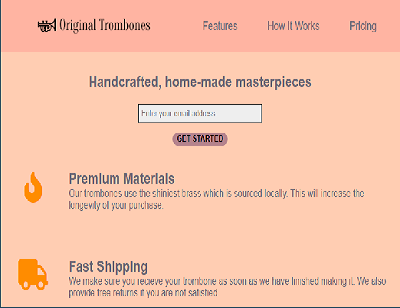 Original Trombones
Features
How It Works
Pricing
Handcrafted, home-made masterpieces
Enter your email address
GET STARTED
Premium Materials
Our trombones use the shiniest brass which is sourced locally. This will increase the
longevity of your purchase.
Fast Shipping
We make sure you recieve your trombone as soon as we have finished making it. We also
provide free returns if you are not satisfied.